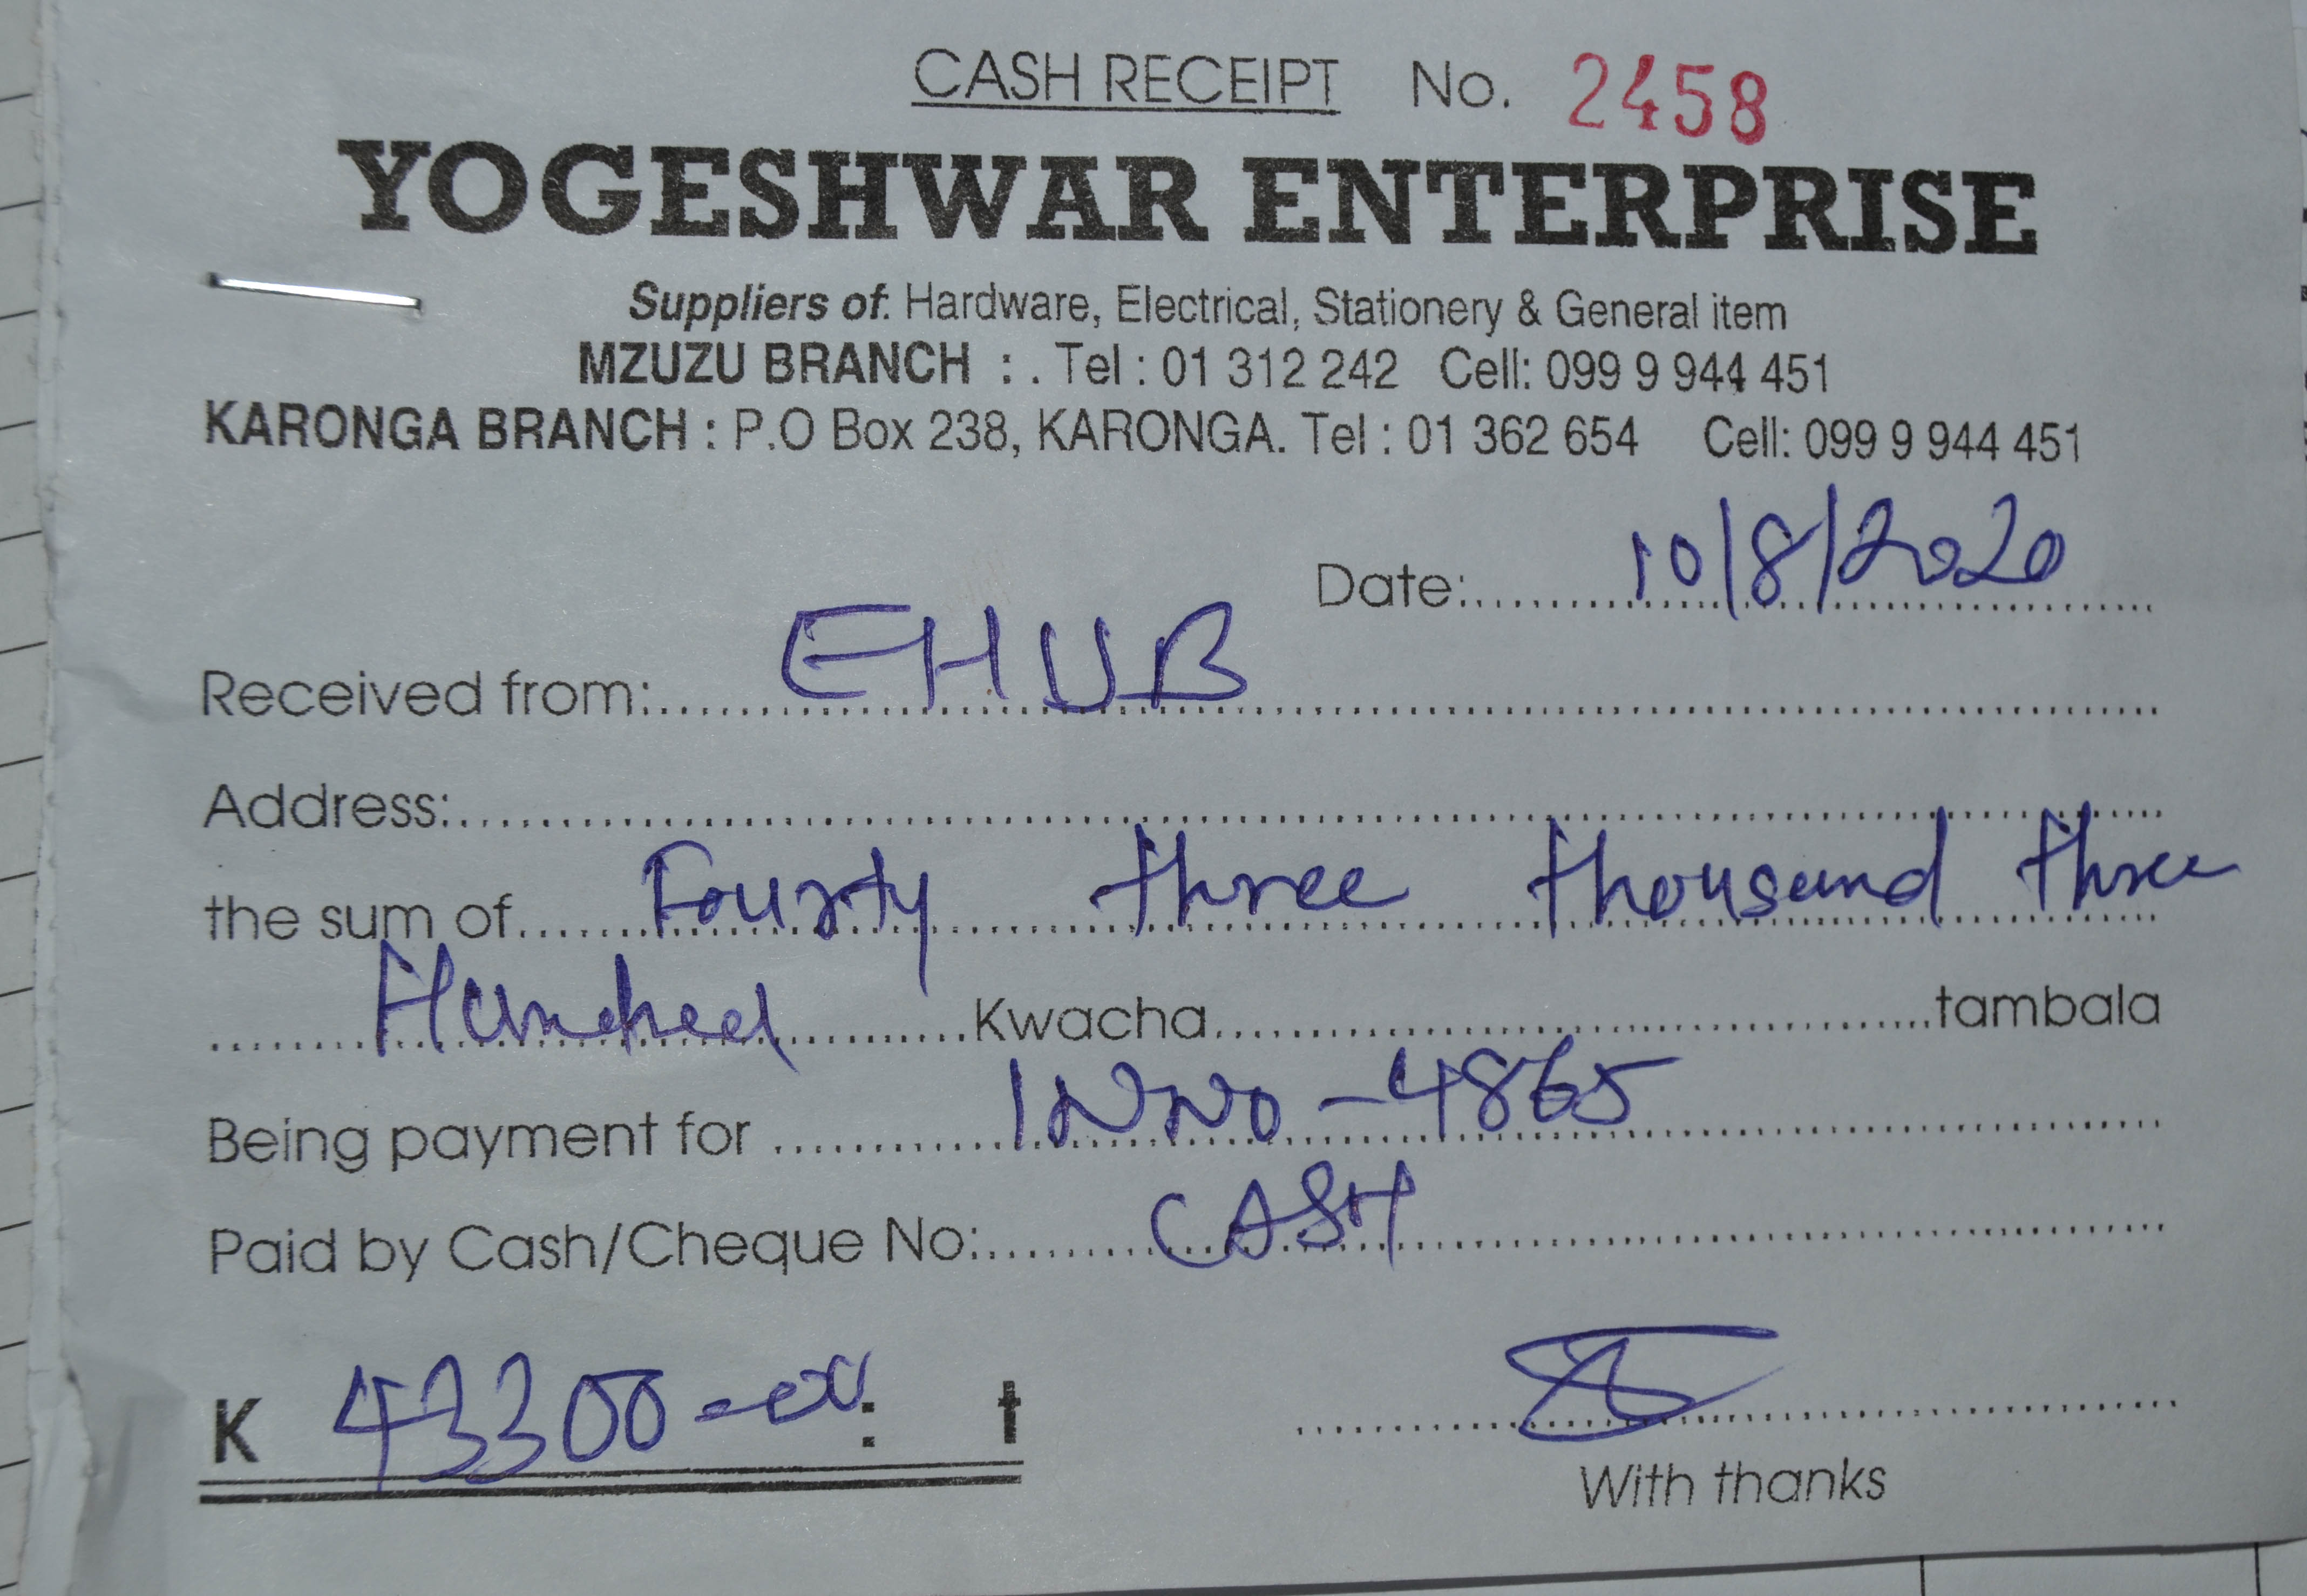 CASH RECEIPT No. 2458
YOGESHWAR ENTERPRISE
Suppliers of: Hardware, Electrical, Stationery & General item
MZUZU BRANCH : . Tel : 01 312 242 Cell: 099 9 944 451
KARONGA BRANCH : P.O Box 238, KARONGA. Tel : 01 362 654 Cell: 099 9 944 451
Date: 10/8/2020
Received from: EHUB
Address:
the sum of Fourty three thousand three
Hundred Kwacha tambala
Being payment for INNO-4865
Paid by Cash/Cheque No: CASH
K 43300-00 : t
With thanks